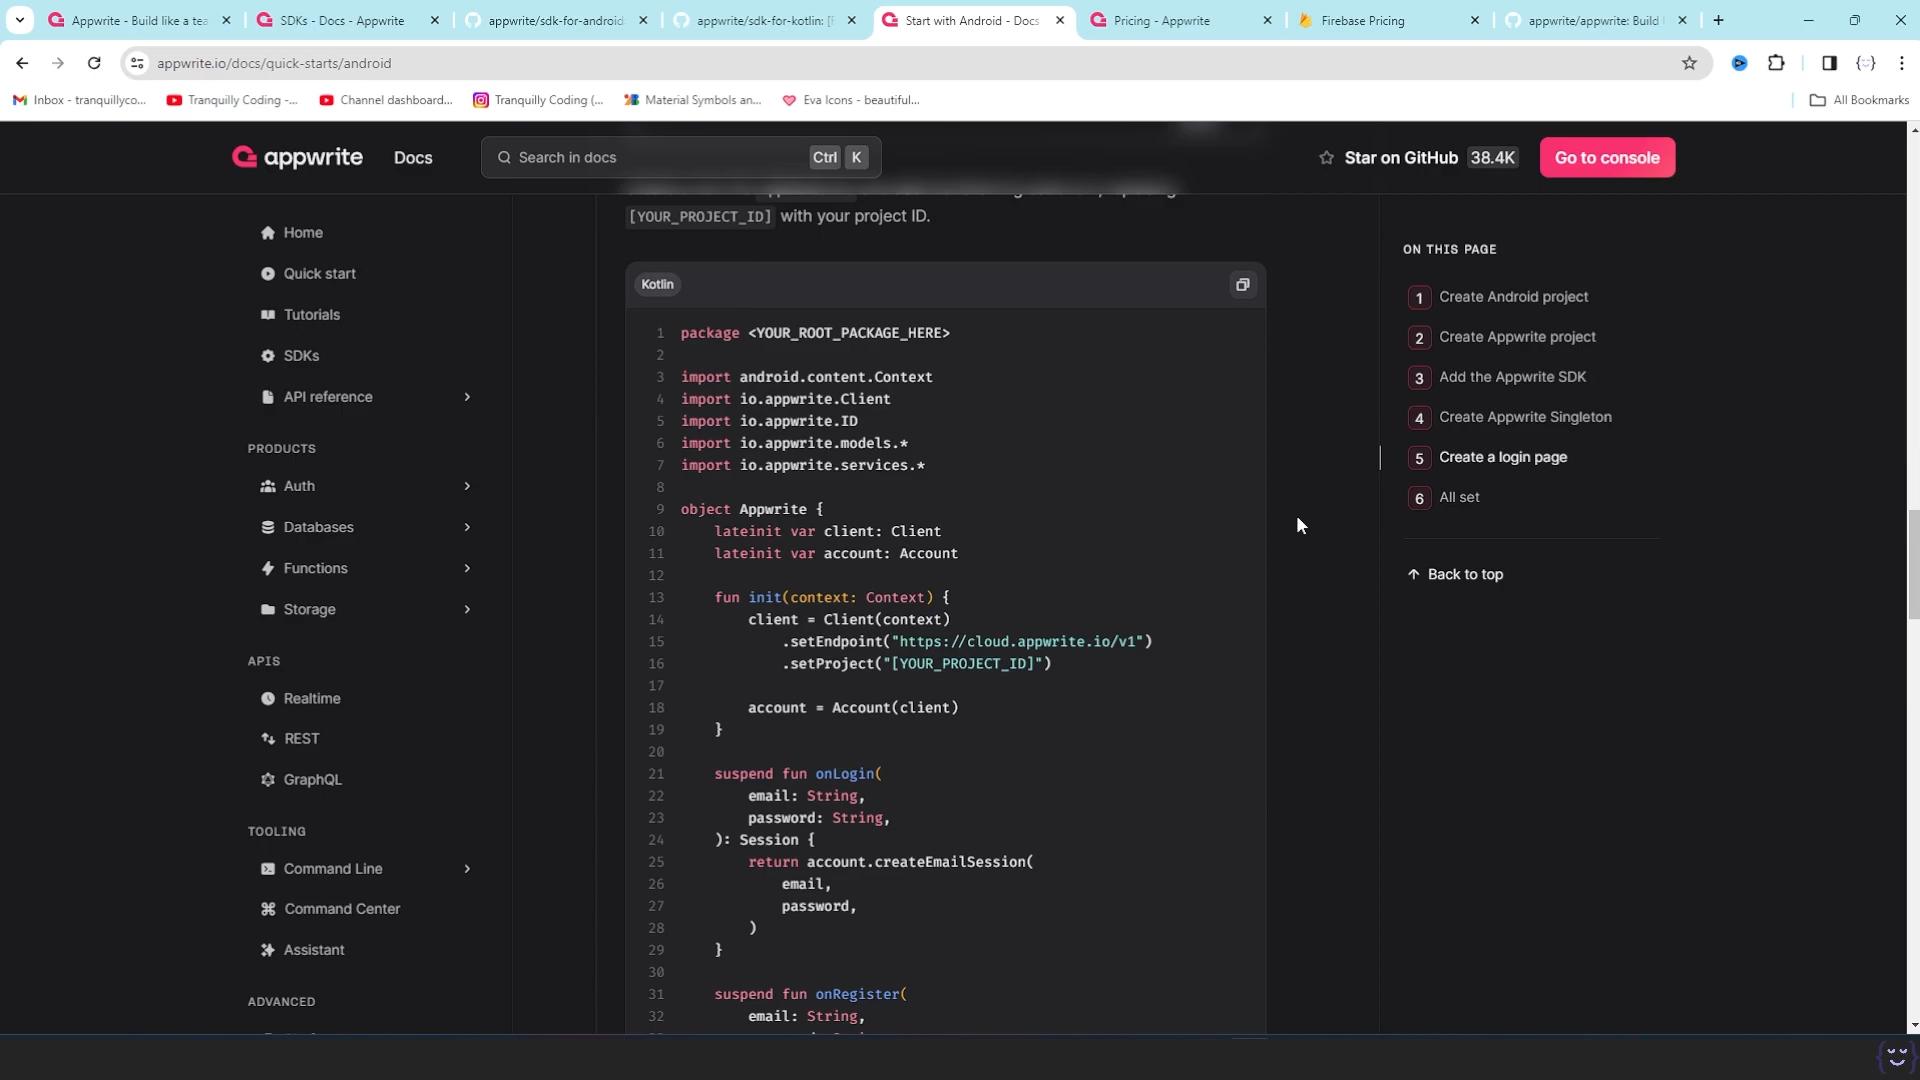 Appwrite - Build like a tea
SDKs - Docs - Appwrite
appwrite/sdk-for-android:
appwrite/sdk-for-kotlin: [
Start with Android - Docs
Pricing - Appwrite
Firebase Pricing
appwrite/appwrite: Build
appwrite.io/docs/quick-starts/android
Inbox - tranquillyco...
Tranquilly Coding -...
Channel dashboard...
Tranquilly Coding (...
Material Symbols an...
Eva Icons - beautiful...
All Bookmarks
appwrite
Docs
Search in docs
Ctrl K
Star on GitHub 38.4K
Go to console
[YOUR_PROJECT_ID] with your project ID.
Home
Quick start
Tutorials
SDKs
API reference
PRODUCTS
Auth
Databases
Functions
Storage
APIS
Realtime
REST
GraphQL
TOOLING
Command Line
Command Center
Assistant
ADVANCED
Kotlin
1 package <YOUR_ROOT_PACKAGE_HERE>
2
3 import android.content.Context
4 import io.appwrite.Client
5 import io.appwrite.ID
6 import io.appwrite.models.*
7 import io.appwrite.services.*
8
9 object Appwrite {
10 lateinit var client: Client
11 lateinit var account: Account
12
13 fun init(context: Context) {
14 client = Client(context)
15 .setEndpoint("https://cloud.appwrite.io/v1")
16 .setProject("[YOUR_PROJECT_ID]")
17
18 account = Account(client)
19 }
20
21 suspend fun onLogin(
22 email: String,
23 password: String,
24 ): Session {
25 return account.createEmailSession(
26 email,
27 password,
28 )
29 }
30
31 suspend fun onRegister(
32 email: String,
ON THIS PAGE
1 Create Android project
2 Create Appwrite project
3 Add the Appwrite SDK
4 Create Appwrite Singleton
5 Create a login page
6 All set
Back to top